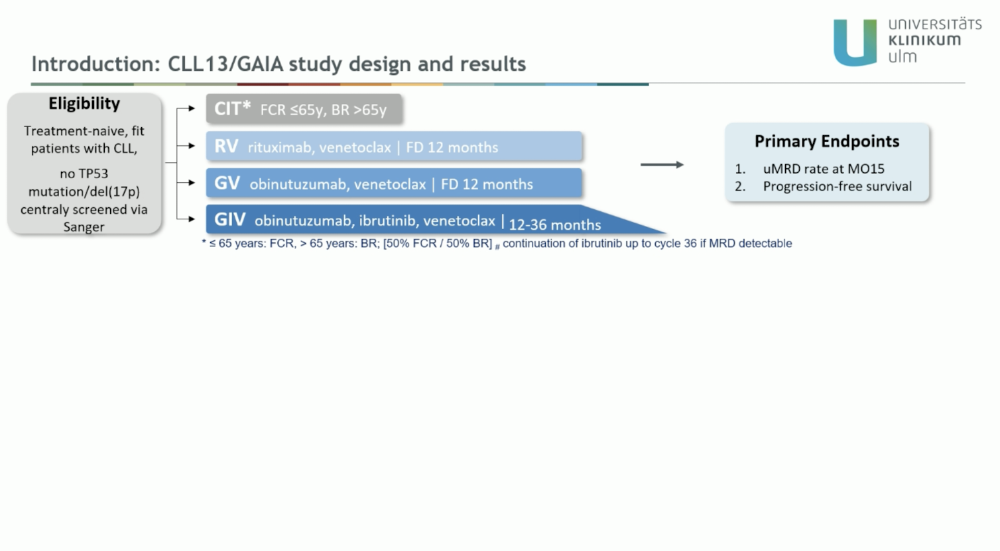 UNIVERSITÄTS
KLINIKUM
ulm
Introduction: CLL13/GAIA study design and results
Eligibility
Treatment-naive, fit
patients with CLL,
no TP53
mutation/del(17p)
centraly screened via
Sanger
CIT* FCR ≤65y, BR >65y
RV rituximab, venetoclax | FD 12 months
GV obinutuzumab, venetoclax | FD 12 months
GIV obinutuzumab, ibrutinib, venetoclax | 12-36 months
* ≤ 65 years: FCR, > 65 years: BR; [50% FCR / 50% BR] # continuation of ibrutinib up to cycle 36 if MRD detectable
Primary Endpoints
1. uMRD rate at MO15
2. Progression-free survival